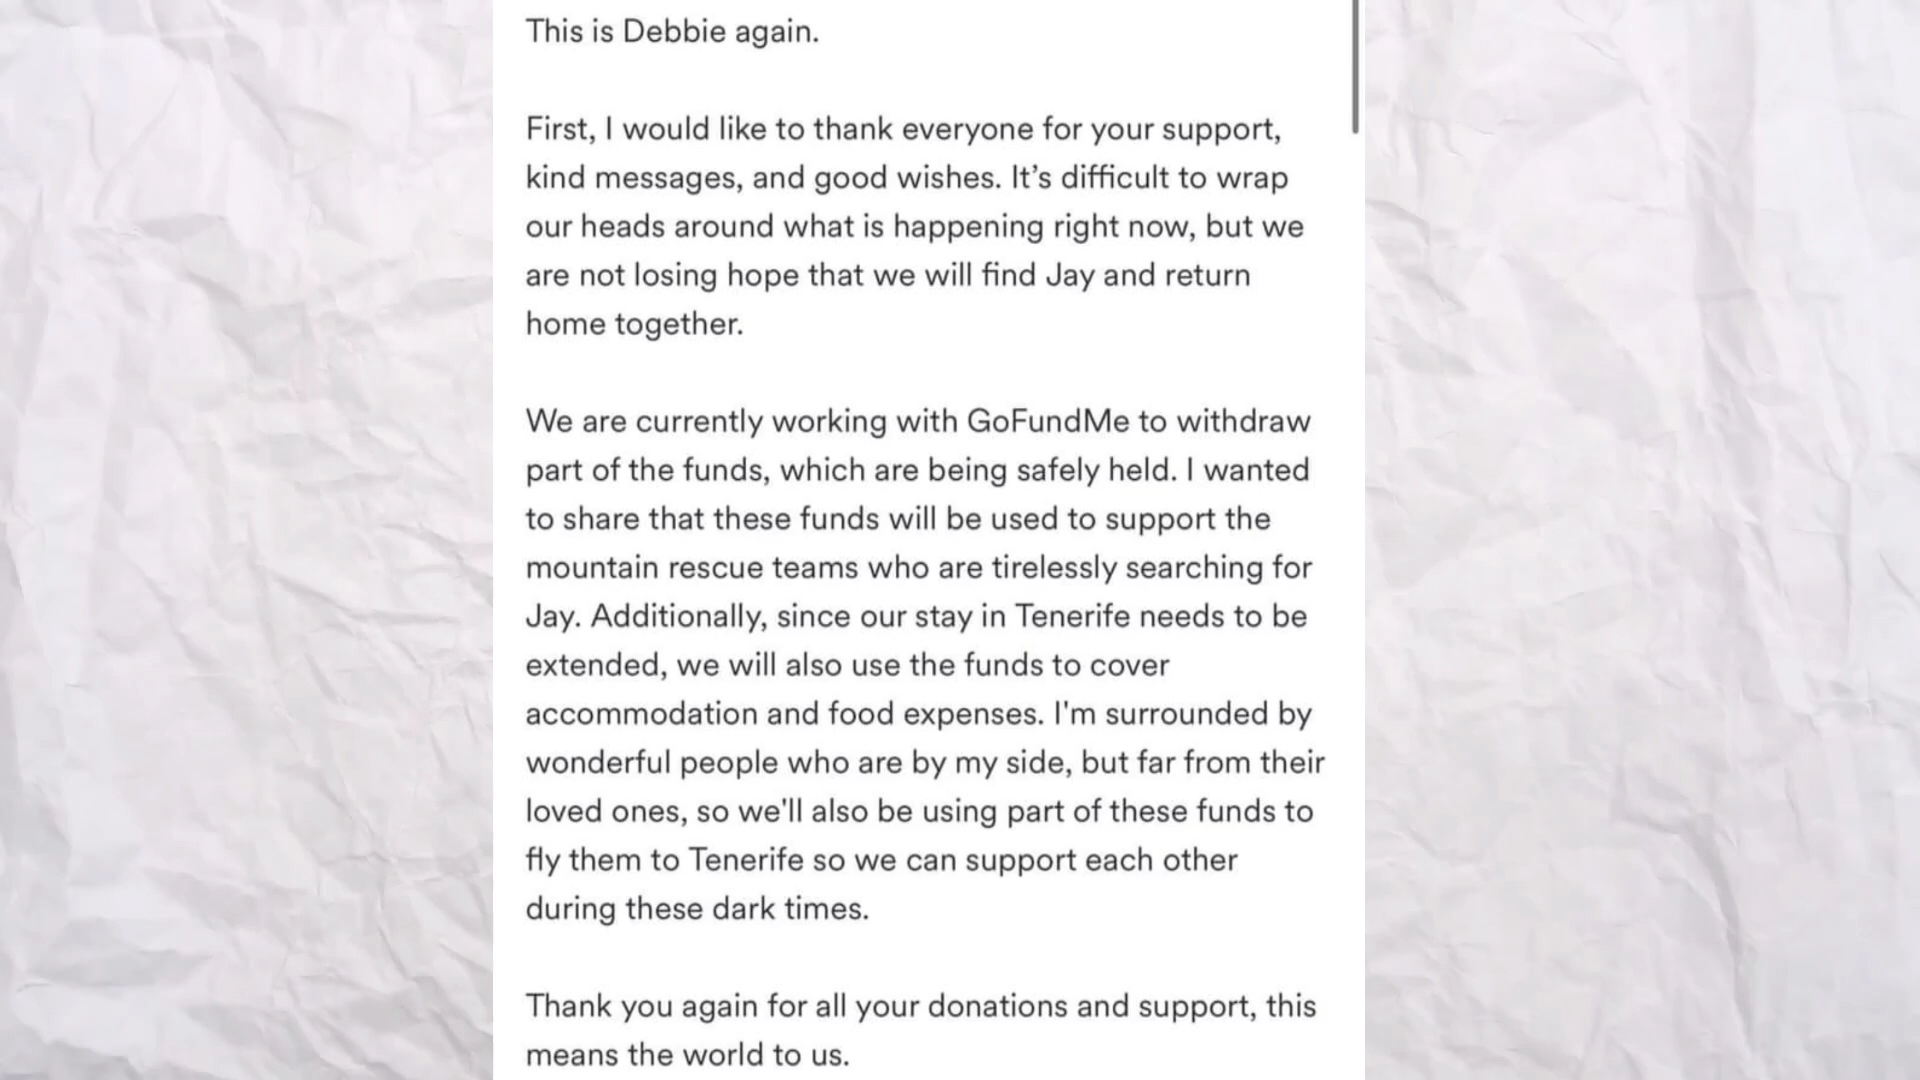 This is Debbie again.
First, I would like to thank everyone for your support,
kind messages, and good wishes. It’s difficult to wrap
our heads around what is happening right now, but we
are not losing hope that we will find Jay and return
home together.
We are currently working with GoFundMe to withdraw
part of the funds, which are being safely held. I wanted
to share that these funds will be used to support the
mountain rescue teams who are tirelessly searching for
Jay. Additionally, since our stay in Tenerife needs to be
extended, we will also use the funds to cover
accommodation and food expenses. I'm surrounded by
wonderful people who are by my side, but far from their
loved ones, so we'll also be using part of these funds to
fly them to Tenerife so we can support each other
during these dark times.
Thank you again for all your donations and support, this
means the world to us.